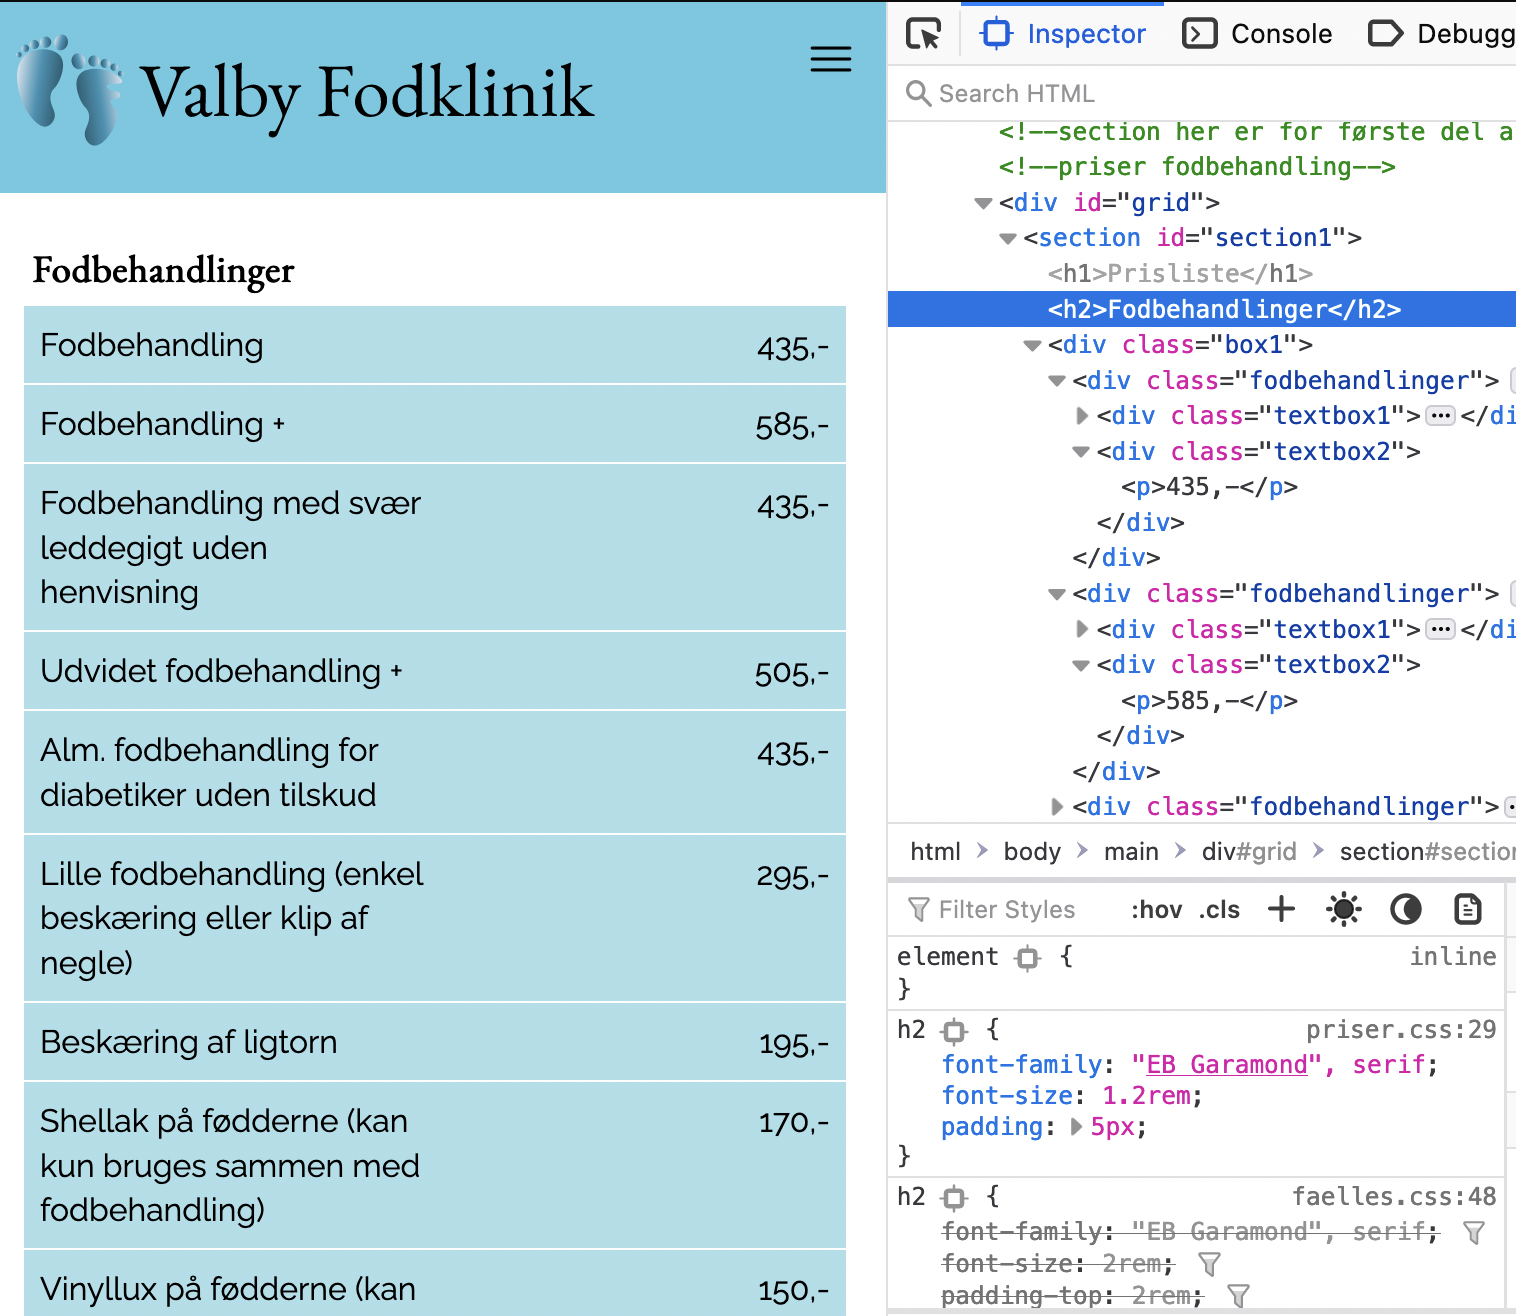 Valby Fodklinik
Fodbehandlinger
Fodbehandling 435,-
Fodbehandling + 585,-
Fodbehandling med svær 435,-
leddegigt uden
henvisning
Udvidet fodbehandling + 505,-
Alm. fodbehandling for 435,-
diabetiker uden tilskud
Lille fodbehandling (enkel 295,-
beskæring eller klip af
negle)
Beskæring af ligtorn 195,-
Shellak på fødderne (kan 170,-
kun bruges sammen med
fodbehandling)
Vinyllux på fødderne (kan 150,-
Inspector Console Debugg
Search HTML
<!--section her er for første del a
<!--priser fodbehandling-->
<div id="grid">
<section id="section1">
<h1>Prisliste</h1>
<h2>Fodbehandlinger</h2>
<div class="box1">
<div class="fodbehandlinger">
<div class="textbox1"> ••• </di
<div class="textbox2">
<p>435,-</p>
</div>
</div>
<div class="fodbehandlinger">
<div class="textbox1"> ••• </di
<div class="textbox2">
<p>585,-</p>
</div>
</div>
<div class="fodbehandlinger">
html > body > main > div#grid > section#section
Filter Styles :hov .cls +
element { inline
}
h2 { priser.css:29
font-family: "EB Garamond", serif;
font-size: 1.2rem;
padding: 5px;
}
h2 { faelles.css:48
font-family: "EB Garamond", serif;
font-size: 2rem;
padding-top: 2rem;